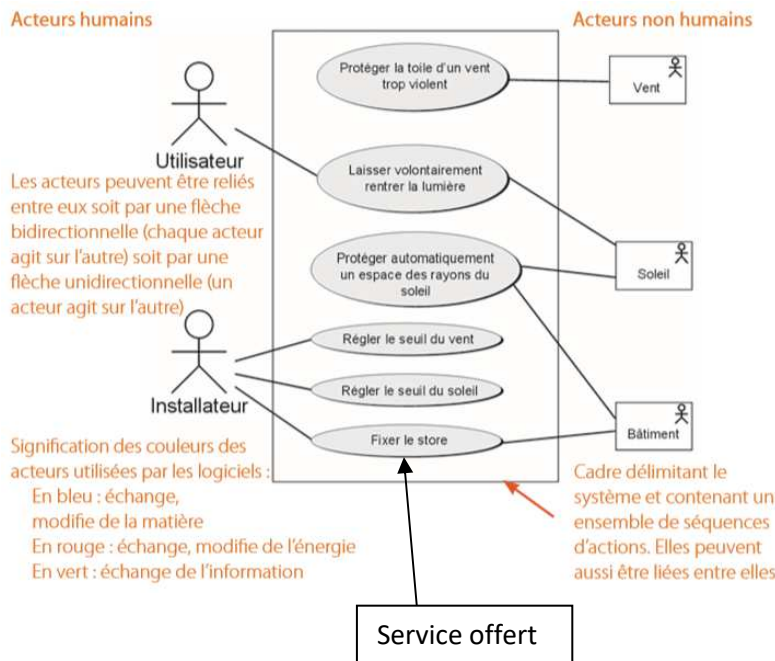 Acteurs humains
Acteurs non humains
Protéger la toile d'un vent
trop violent
Vent
Utilisateur
Laisser volontairement
rentrer la lumière
Les acteurs peuvent être reliés
entre eux soit par une flèche
bidirectionnelle (chaque acteur
agit sur l'autre) soit par une
flèche unidirectionnelle (un
acteur agit sur l'autre)
Protéger automatiquement
un espace des rayons du
soleil
Soleil
Régler le seuil du vent
Régler le seuil du soleil
Installateur
Fixer le store
Bâtiment
Signification des couleurs des
acteurs utilisées par les logiciels :
En bleu : échange,
modifie de la matière
En rouge : échange, modifie de l'énergie
En vert : échange de l'information
Cadre délimitant le
système et contenant un
ensemble de séquences
d'actions. Elles peuvent
aussi être liées entre elles
Service offert